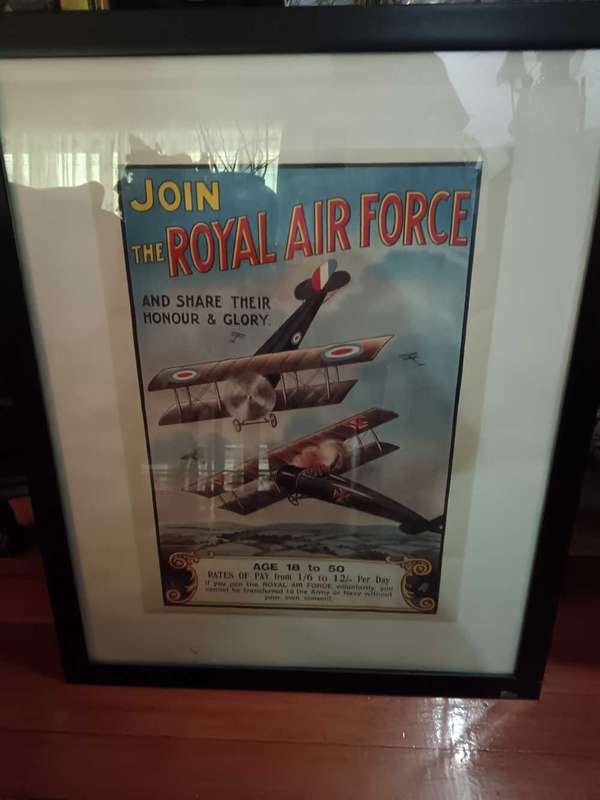 JOIN
THE ROYAL AIR FORCE
AND SHARE THEIR
HONOUR & GLORY.
AGE 18 to 50
RATES OF PAY from 1/6 to 12/- Per Day
If you join the ROYAL AIR FORCE voluntarily you
cannot be transferred to the Army or Navy without
your own consent.